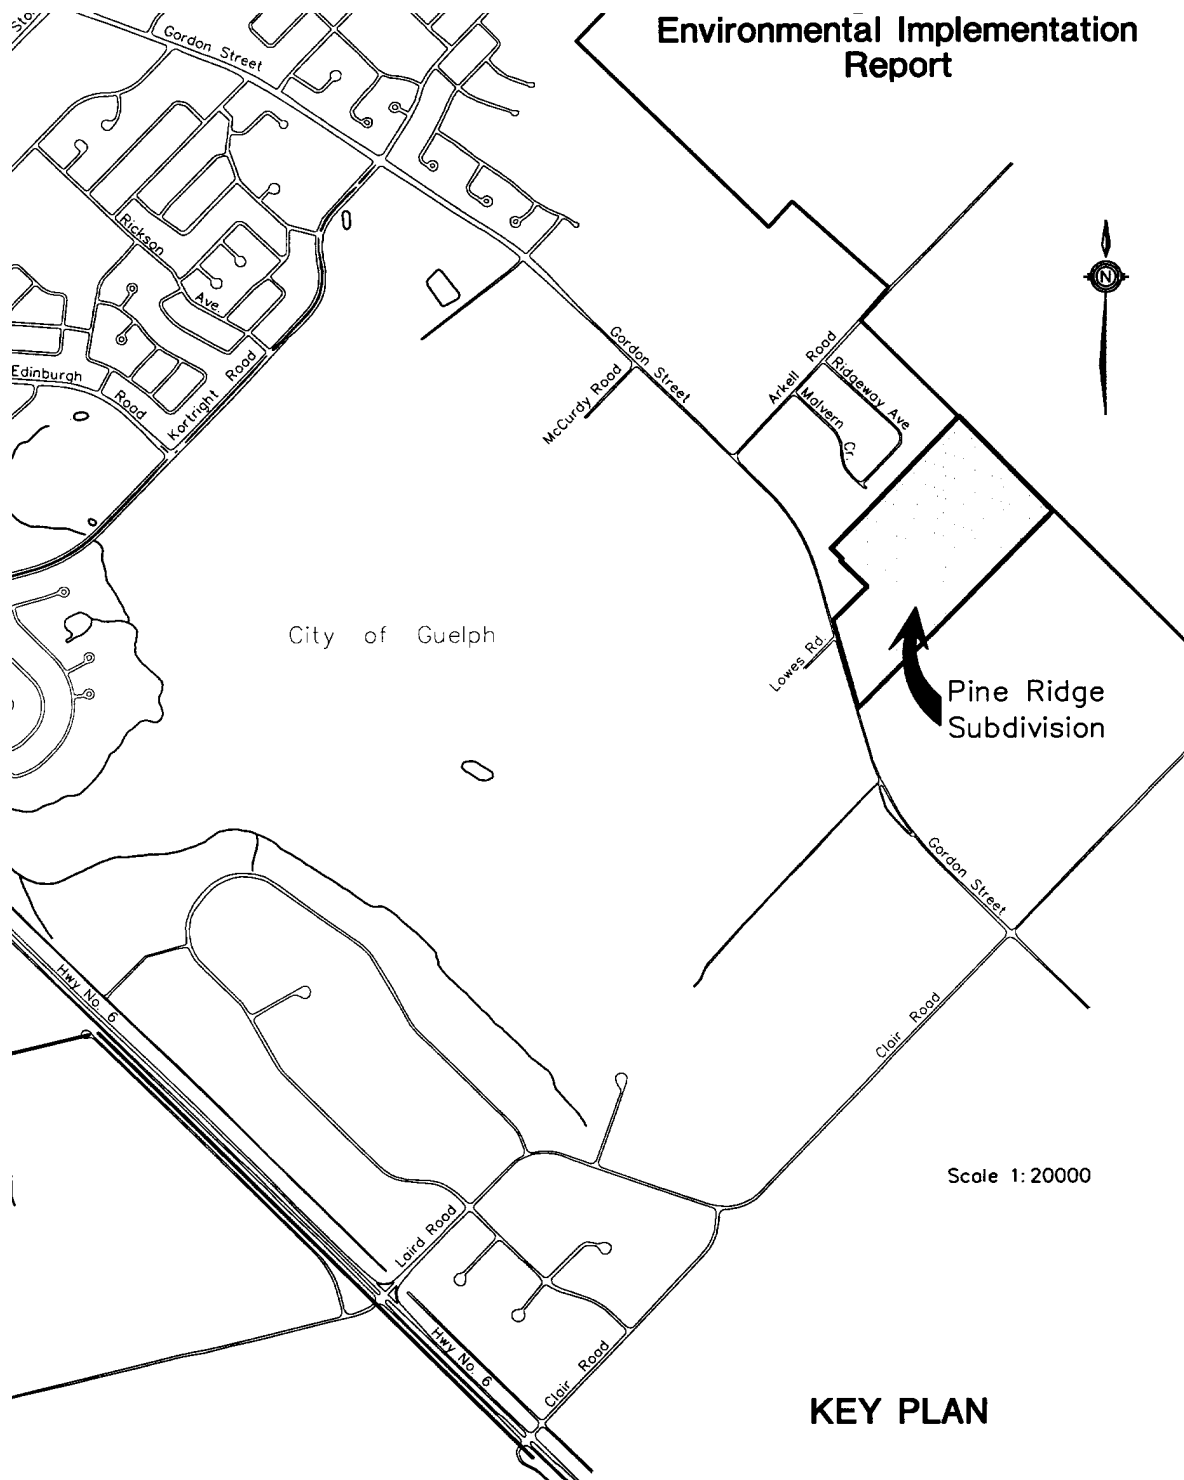 Environmental Implementation
Report
Gordon Street
N
Rickson
Ave.
Edinburgh
Road
Kortright Road
Gordon Street
McCurdy Road
Arkell Road
Ridgeway Ave
Malvern
Cr.
City of Guelph
Lowes Rd.
Pine Ridge
Subdivision
Gordon Street
Hwy No. 6
Clair Road
Scale 1:20000
Laird Road
Hwy No. 6
Clair Road
KEY PLAN